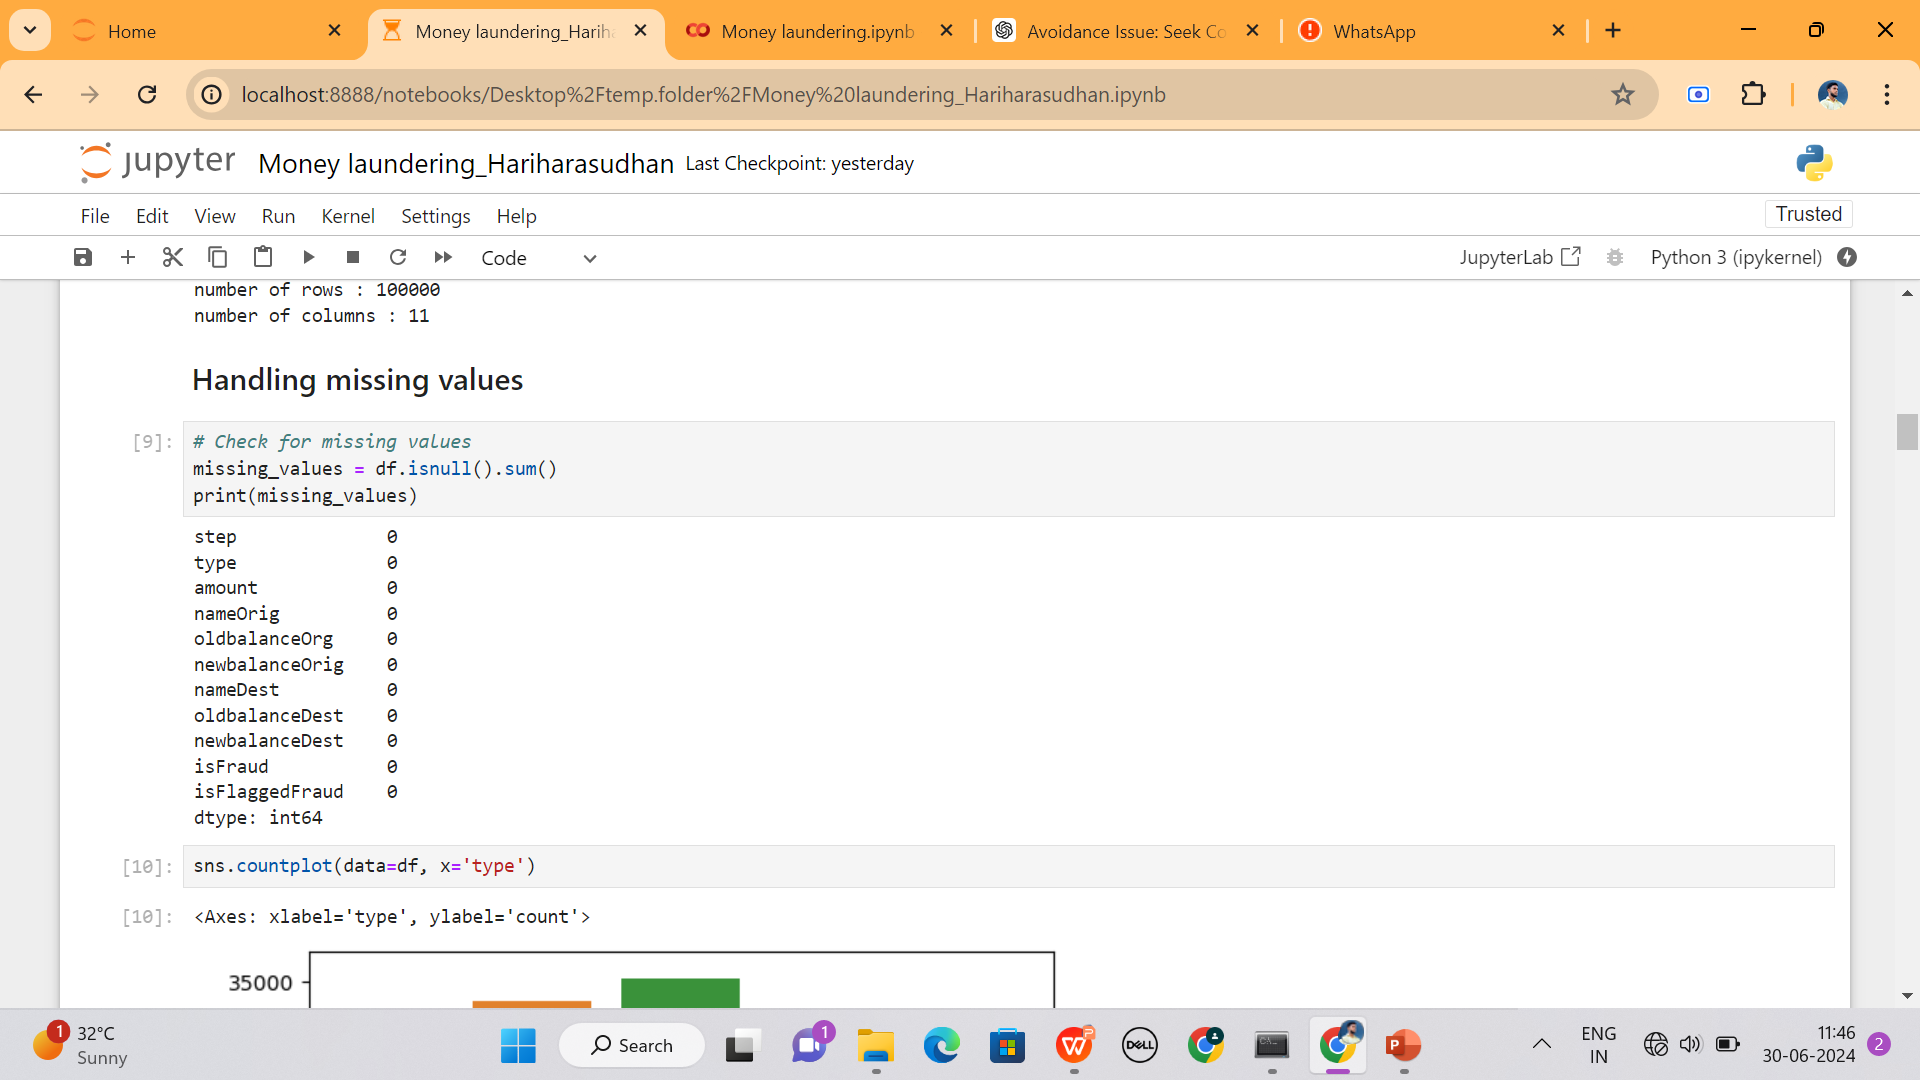 Home
Money laundering_Hariha
Money laundering.ipynb
Avoidance Issue: Seek Co
WhatsApp
localhost:8888/notebooks/Desktop%2Ftemp.folder%2FMoney%20laundering_Hariharasudhan.ipynb
jupyter Money laundering_Hariharasudhan Last Checkpoint: yesterday
File Edit View Run Kernel Settings Help
Trusted
Code
JupyterLab
Python 3 (ipykernel)
number of rows : 100000
number of columns : 11
Handling missing values
[9]: # Check for missing values
missing_values = df.isnull().sum()
print(missing_values)
step 0
type 0
amount 0
nameOrig 0
oldbalanceOrg 0
newbalanceOrig 0
nameDest 0
oldbalanceDest 0
newbalanceDest 0
isFraud 0
isFlaggedFraud 0
dtype: int64
[10]: sns.countplot(data=df, x='type')
[10]: <Axes: xlabel='type', ylabel='count'>
35000
1
32°C
Sunny
Search
1
DELL
ENG
IN
11:46
30-06-2024
2